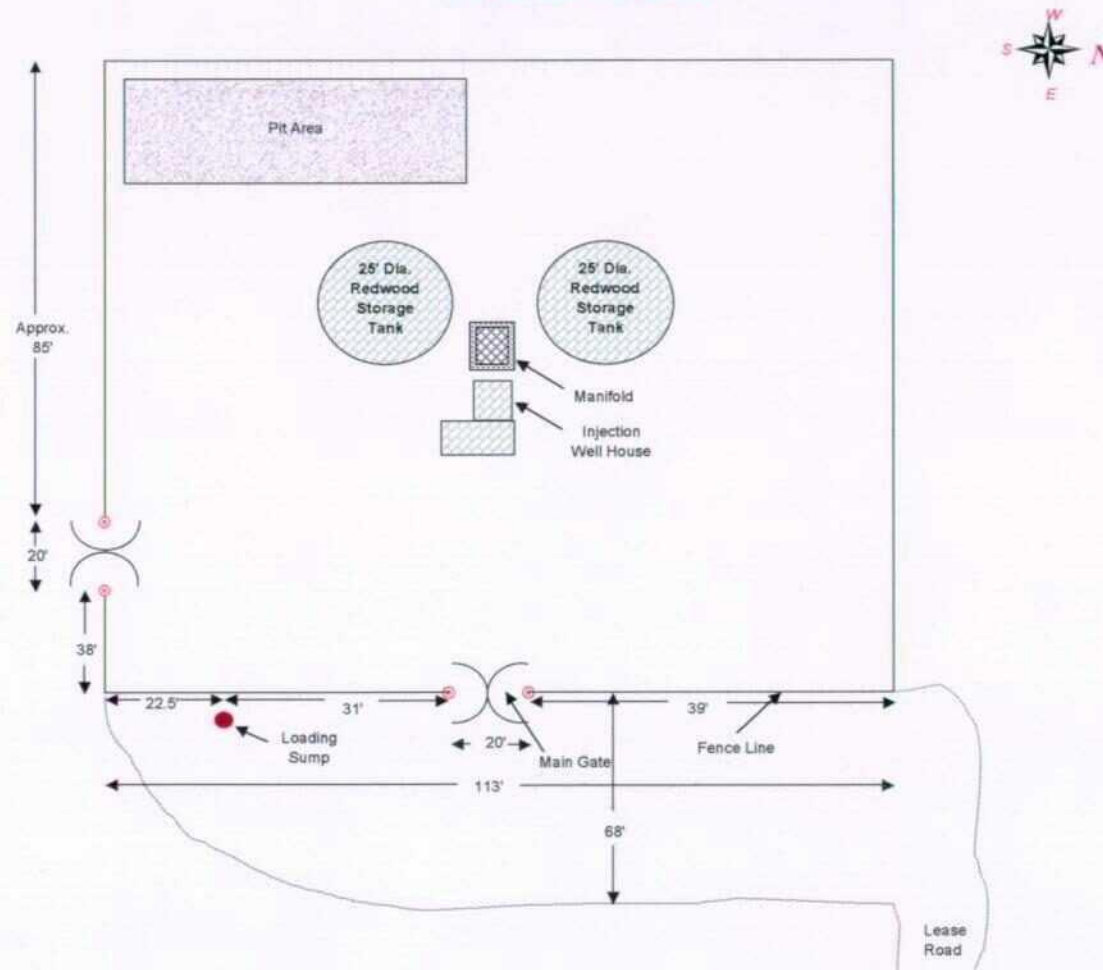 W
S
N
E
Pit Area
25' Dia.
Redwood
Storage
Tank
25' Dia.
Redwood
Storage
Tank
Approx.
85'
Manifold
Injection
Well House
20'
38'
22.5'
31'
39'
Loading
Sump
20'
Main Gate
Fence Line
113'
68'
Lease
Road